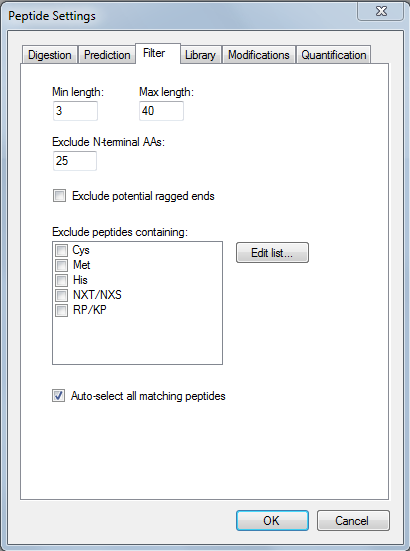 Peptide Settings
Digestion Prediction Filter Library Modifications Quantification
Min length: Max length:
3 40
Exclude N-terminal AAs:
25
Exclude potential ragged ends
Exclude peptides containing:
Cys Edit list...
Met
His
NXT/NXS
RP/KP
Auto-select all matching peptides
OK Cancel